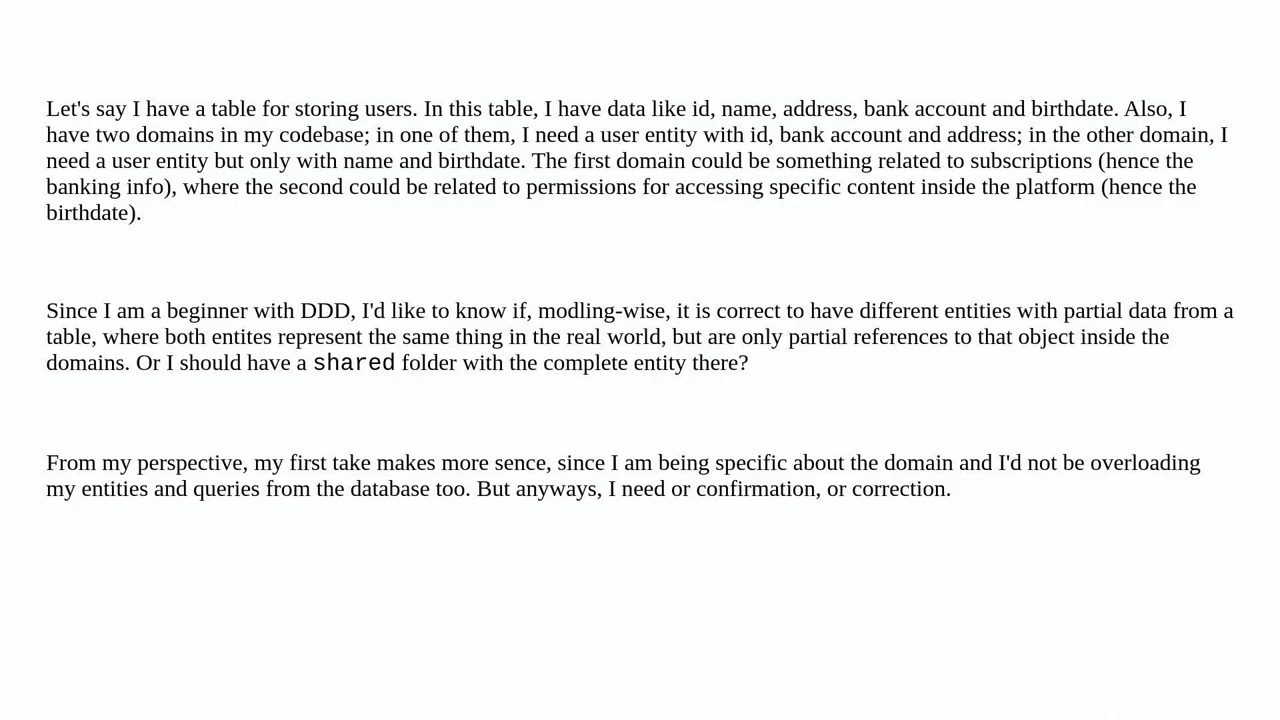 Let's say I have a table for storing users. In this table, I have data like id, name, address, bank account and birthdate. Also, I
have two domains in my codebase; in one of them, I need a user entity with id, bank account and address; in the other domain, I
need a user entity but only with name and birthdate. The first domain could be something related to subscriptions (hence the
banking info), where the second could be related to permissions for accessing specific content inside the platform (hence the
birthdate).
Since I am a beginner with DDD, I'd like to know if, modling-wise, it is correct to have different entities with partial data from a
table, where both entites represent the same thing in the real world, but are only partial references to that object inside the
domains. Or I should have a shared folder with the complete entity there?
From my perspective, my first take makes more sence, since I am being specific about the domain and I'd not be overloading
my entities and queries from the database too. But anyways, I need or confirmation, or correction.